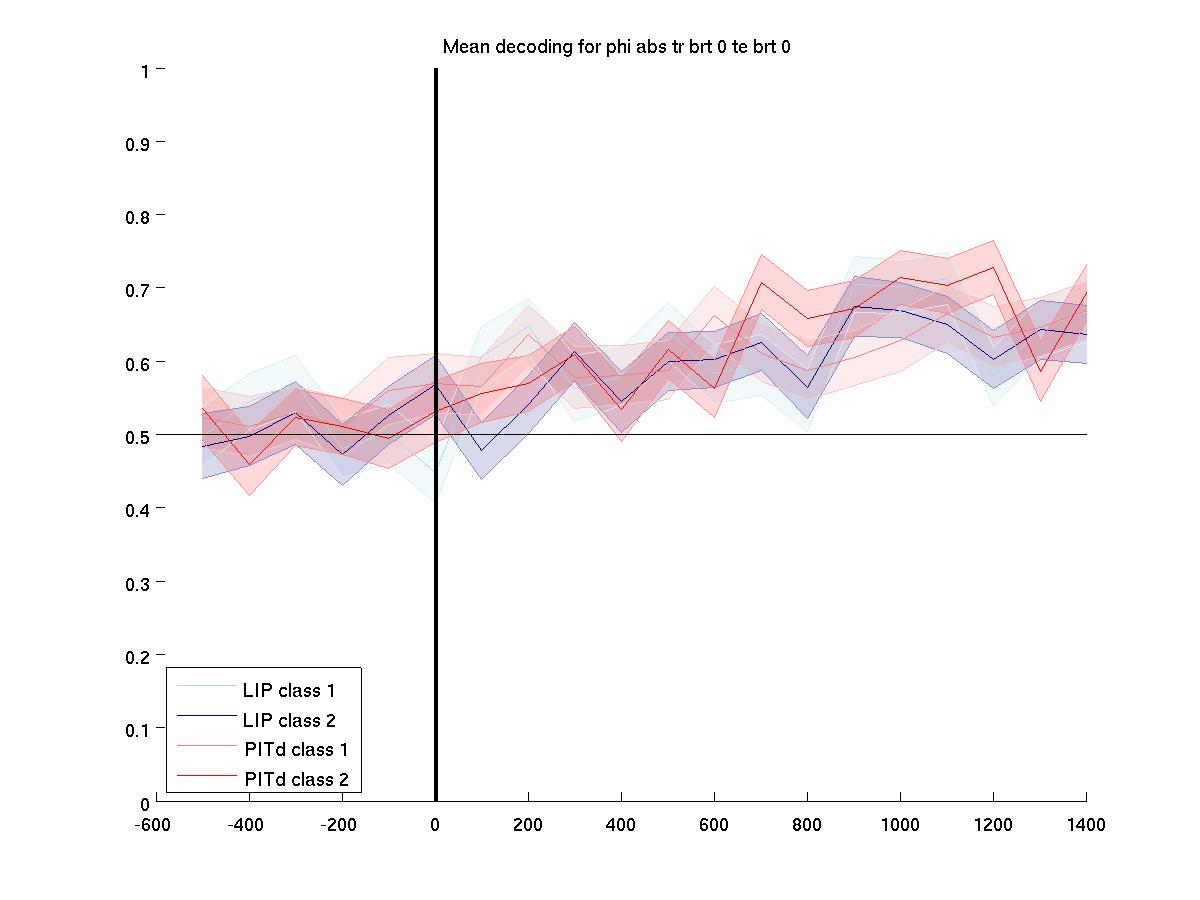 Mean decoding for phi abs tr brt 0 te brt 0
1
0.9
0.8
0.7
0.6
0.5
0.4
0.3
0.2
0.1
0
LIP class 1
LIP class 2
PITd class 1
PITd class 2
-600 -400 -200 0 200 400 600 800 1000 1200 1400